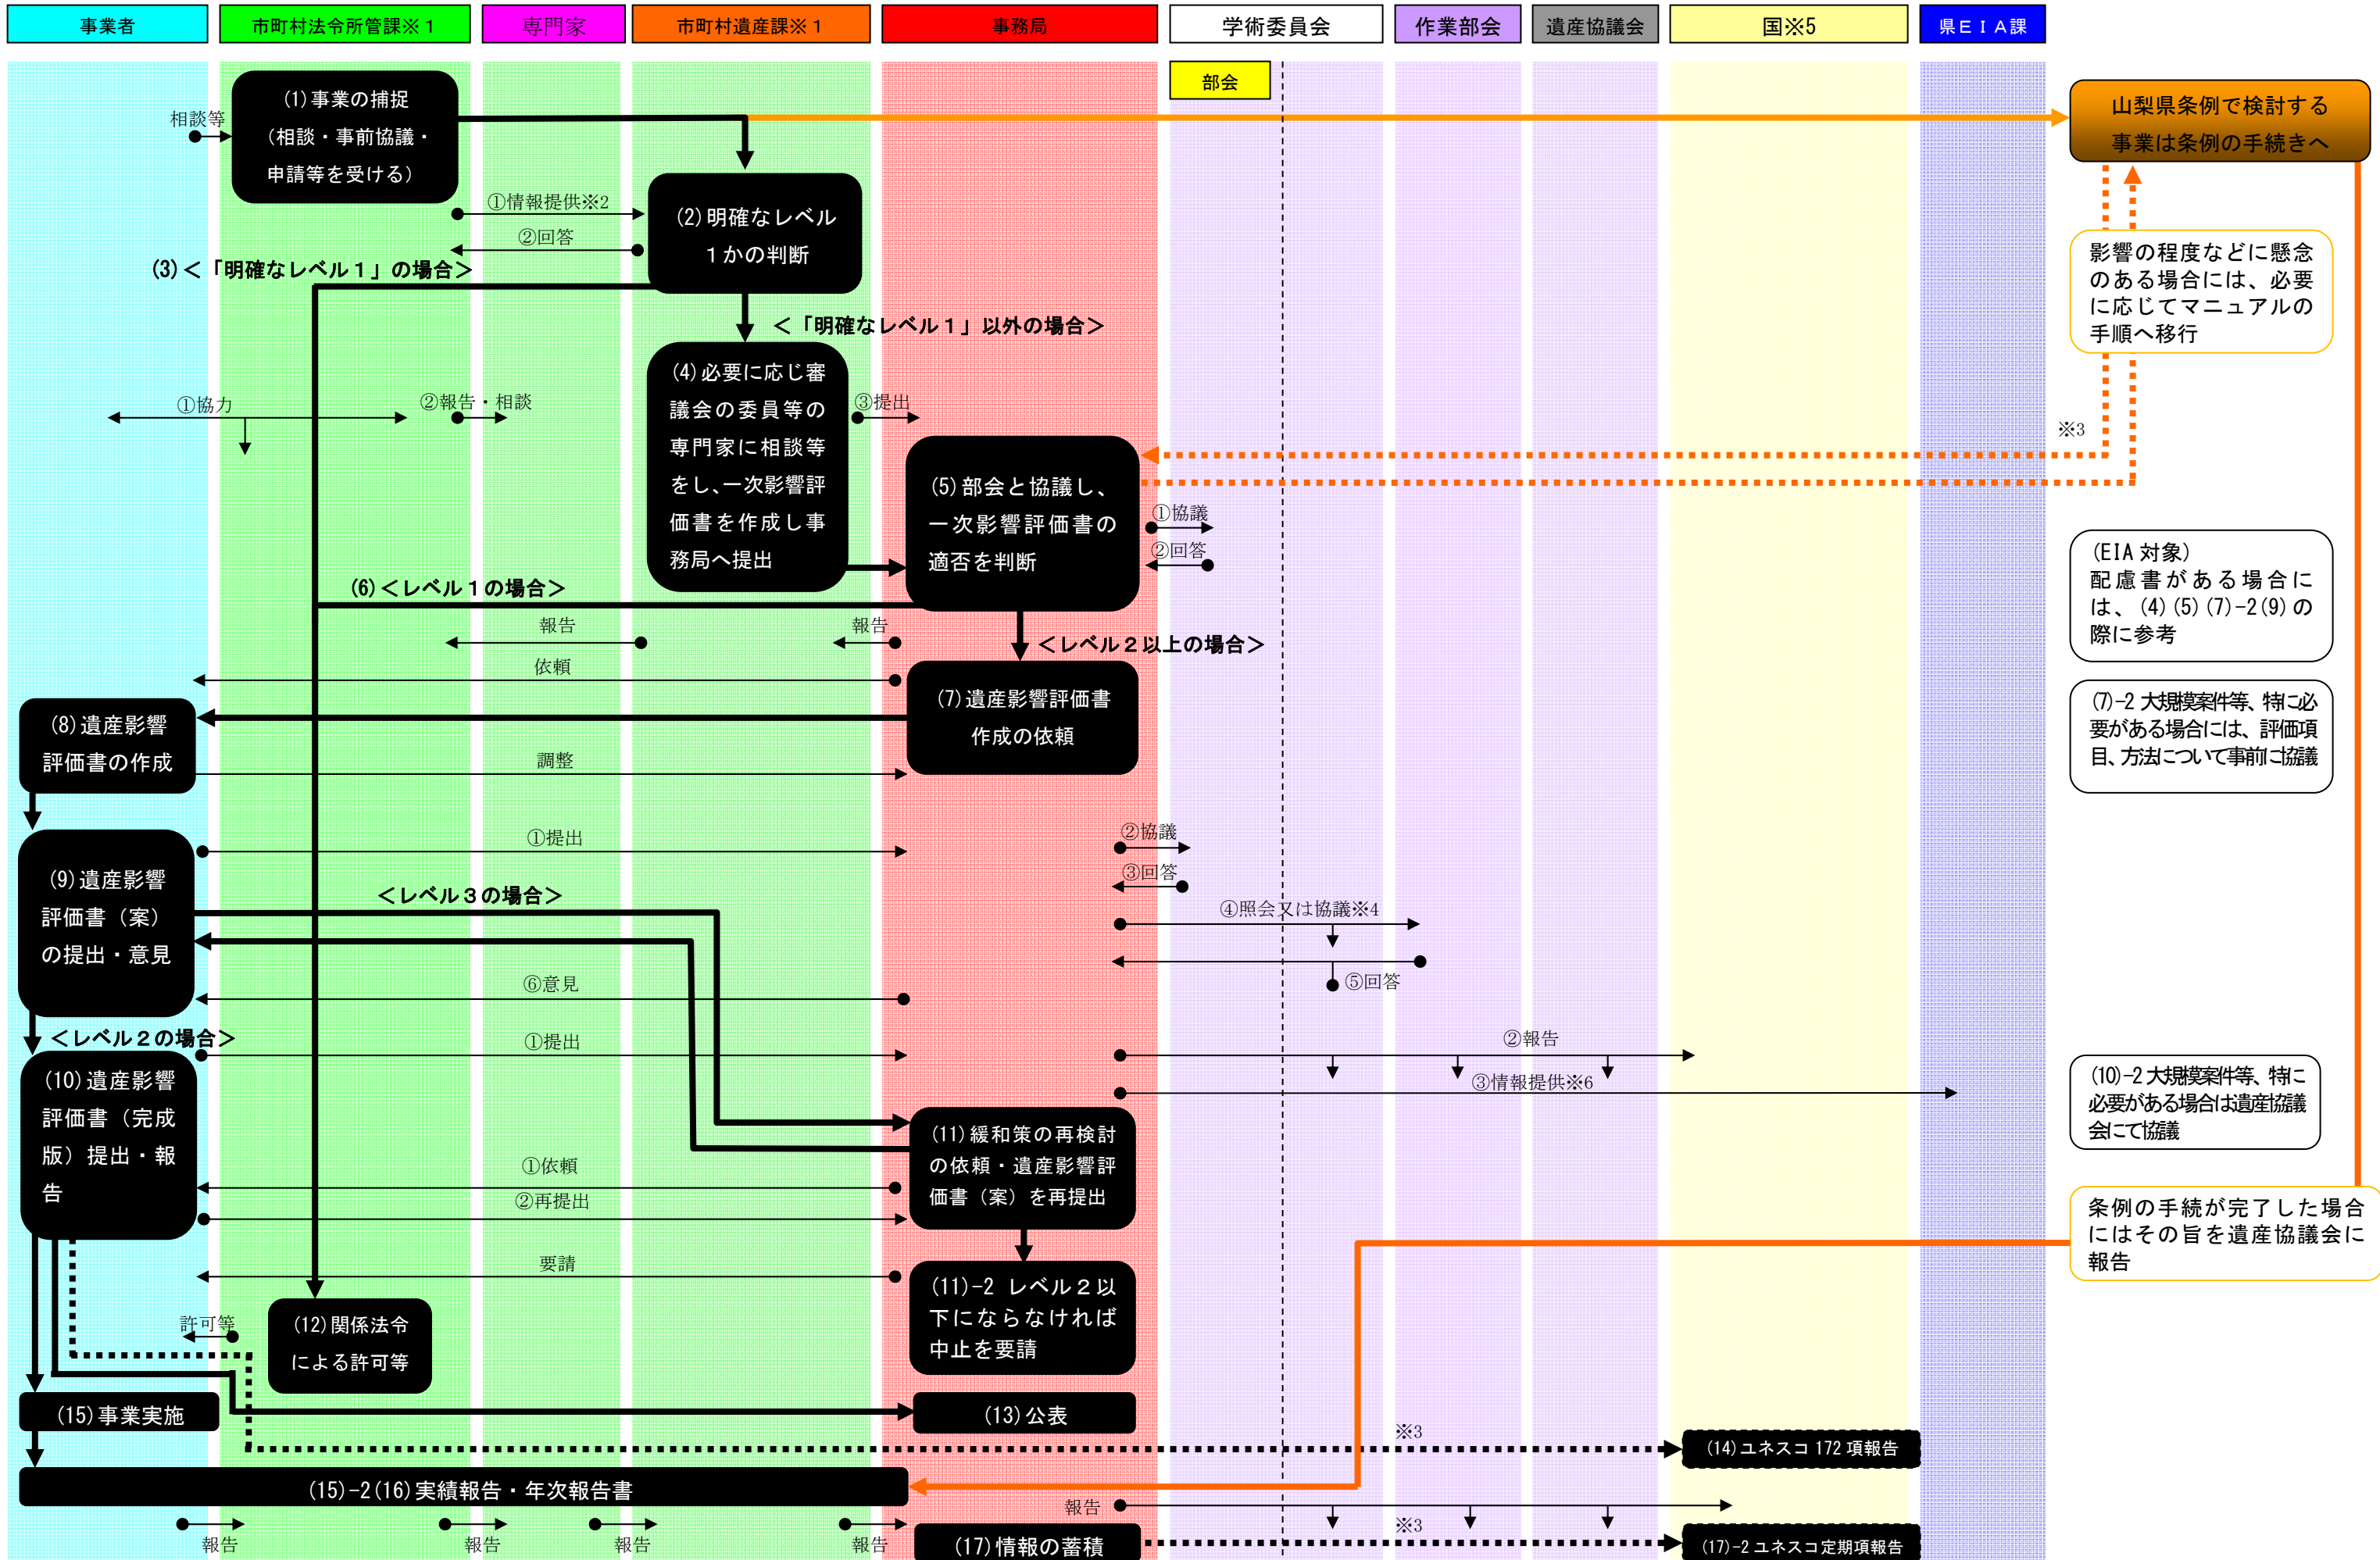 事業者
市町村法令所管課※1
専門家
市町村遺産課※1
事務局
学術委員会
作業部会
遺産協議会
国※5
県EIA課
部会
(1)事業の捕捉
(相談・事前協議・
申請等を受ける)
相談等
山梨県条例で検討する
事業は条例の手続きへ
①情報提供※2
②回答
(2)明確なレベル
1かの判断
(3)<「明確なレベル1」の場合>
<「明確なレベル1」以外の場合>
影響の程度などに懸念
のある場合には、必要
に応じてマニュアルの
手順へ移行
(4)必要に応じ審
議会の委員等の
専門家に相談等
をし、一次影響評
価書を作成し事
務局へ提出
①協力
②報告・相談
③提出
※3
(5)部会と協議し、
一次影響評価書の
適否を判断
①協議
②回答
(EIA対象)
配慮書がある場合に
は、(4)(5)(7)-2(9)の
際に参考
(6)<レベル1の場合>
報告
報告
<レベル2以上の場合>
依頼
(7)遺産影響評価書
作成の依頼
(7)-2 大規模案件等、特に必
要がある場合には、評価項
目、方法について事前に協議
(8)遺産影響
評価書の作成
調整
(9)遺産影響
評価書(案)
の提出・意見
①提出
②協議
③回答
<レベル3の場合>
④照会又は協議※4
⑤回答
⑥意見
<レベル2の場合>
①提出
②報告
③情報提供※6
(10)遺産影響
評価書(完成
版)提出・報
告
(10)-2 大規模案件等、特に
必要がある場合は遺産協議
会にて協議
(11)緩和策の再検討
の依頼・遺産影響評
価書(案)を再提出
①依頼
②再提出
条例の手続が完了した場合
にはその旨を遺産協議会に
報告
要請
(11)-2 レベル2以
下にならなければ
中止を要請
許可等
(12)関係法令
による許可等
(15)事業実施
(13)公表
※3
(14)ユネスコ172項報告
(15)-2(16)実績報告・年次報告書
報告
報告
報告
報告
報告
(17)情報の蓄積
※3
(17)-2ユネスコ定期項報告